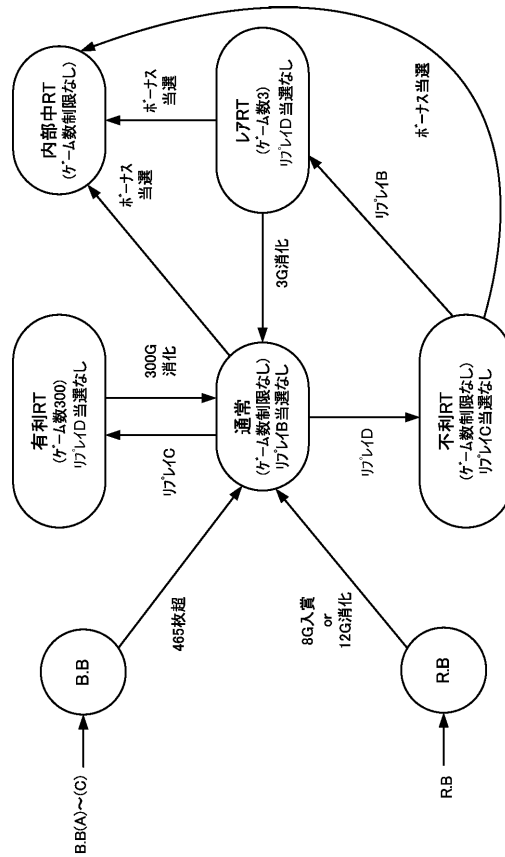 B.B(A)～(C)
B.B
465枚超
R.B
R.B
8G入賞
or
12G消化
有利RT
(ゲーム数300)
リプレイD当選なし
リプレイC
300G
消化
通常
(ゲーム数制限なし)
リプレイB当選なし
リプレイD
不利RT
(ゲーム数制限なし)
リプレイC当選なし
3G消化
リプレイB
レアRT
(ゲーム数3)
リプレイD当選なし
ボーナス
当選
ボーナス
当選
内部中RT
(ゲーム数制限なし)
ボーナス当選